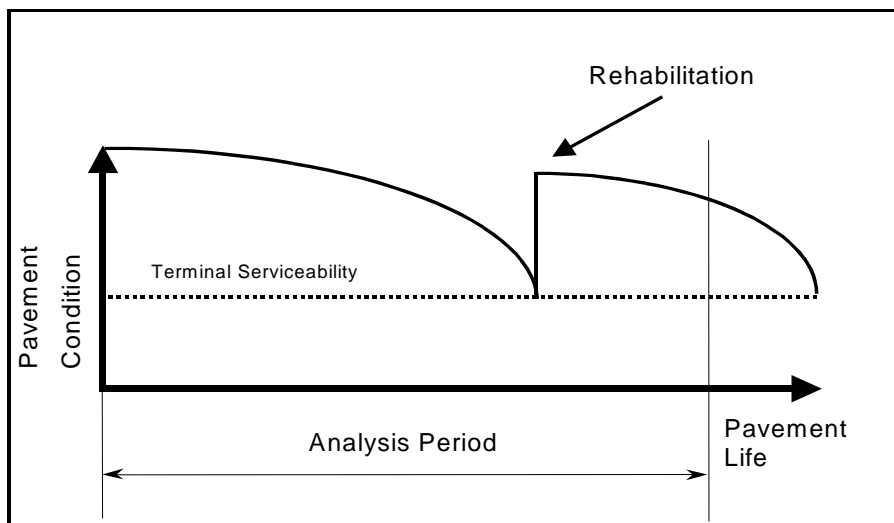 Rehabilitation
Pavement
Condition
Terminal Serviceability
Analysis Period
Pavement
Life